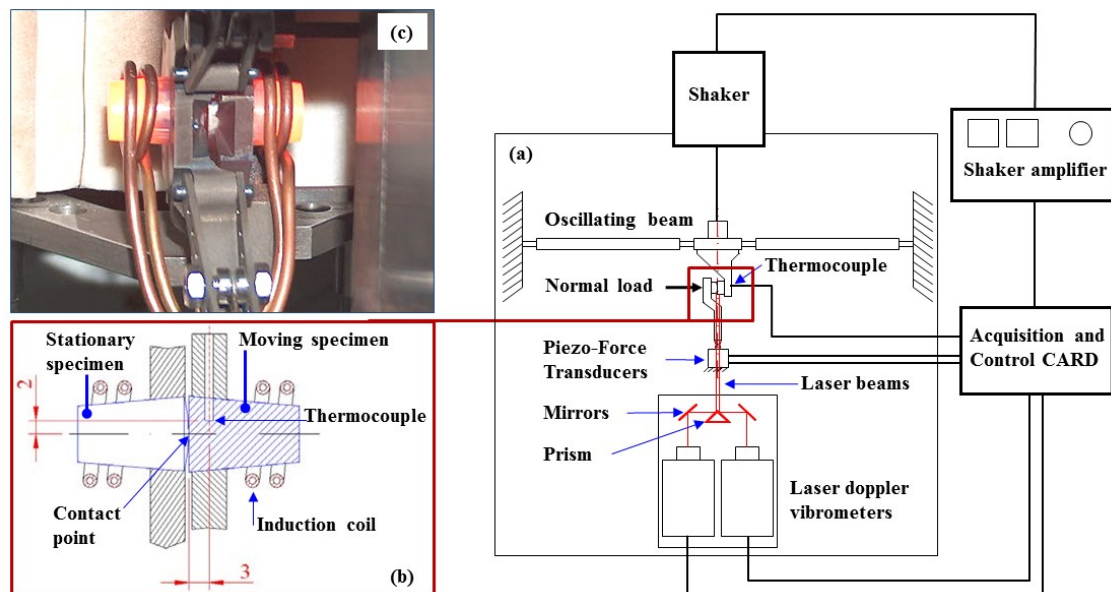 (c)
Shaker
(a)
Shaker amplifier
Oscillating beam
Thermocouple
Normal load
Piezo-Force
Transducers
Acquisition and
Control CARD
Laser beams
Mirrors
Prism
Laser doppler
vibrometers
Stationary
specimen
Moving specimen
2
Thermocouple
Contact
point
Induction coil
3
(b)